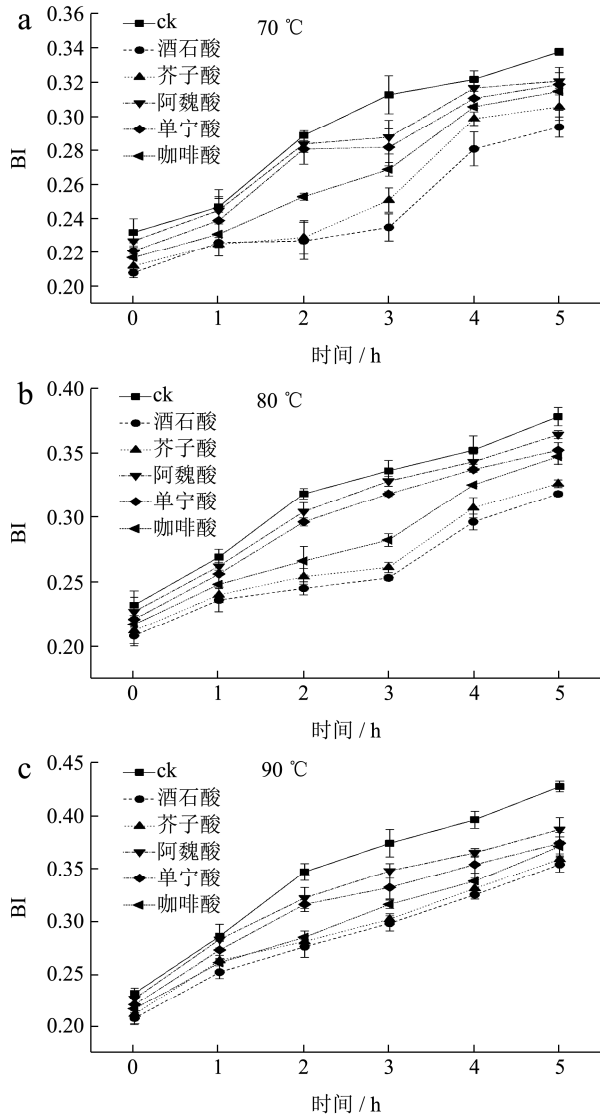 a
70 ℃
ck
酒石酸
芥子酸
阿魏酸
单宁酸
咖啡酸
0.36
0.34
0.32
0.30
0.28
0.26
0.24
0.22
0.20
BI
0 1 2 3 4 5
时间 / h
b
80 ℃
ck
酒石酸
芥子酸
阿魏酸
单宁酸
咖啡酸
0.40
0.35
0.30
0.25
0.20
BI
0 1 2 3 4 5
时间 / h
c
90 ℃
ck
酒石酸
芥子酸
阿魏酸
单宁酸
咖啡酸
0.45
0.40
0.35
0.30
0.25
0.20
BI
0 1 2 3 4 5
时间 / h